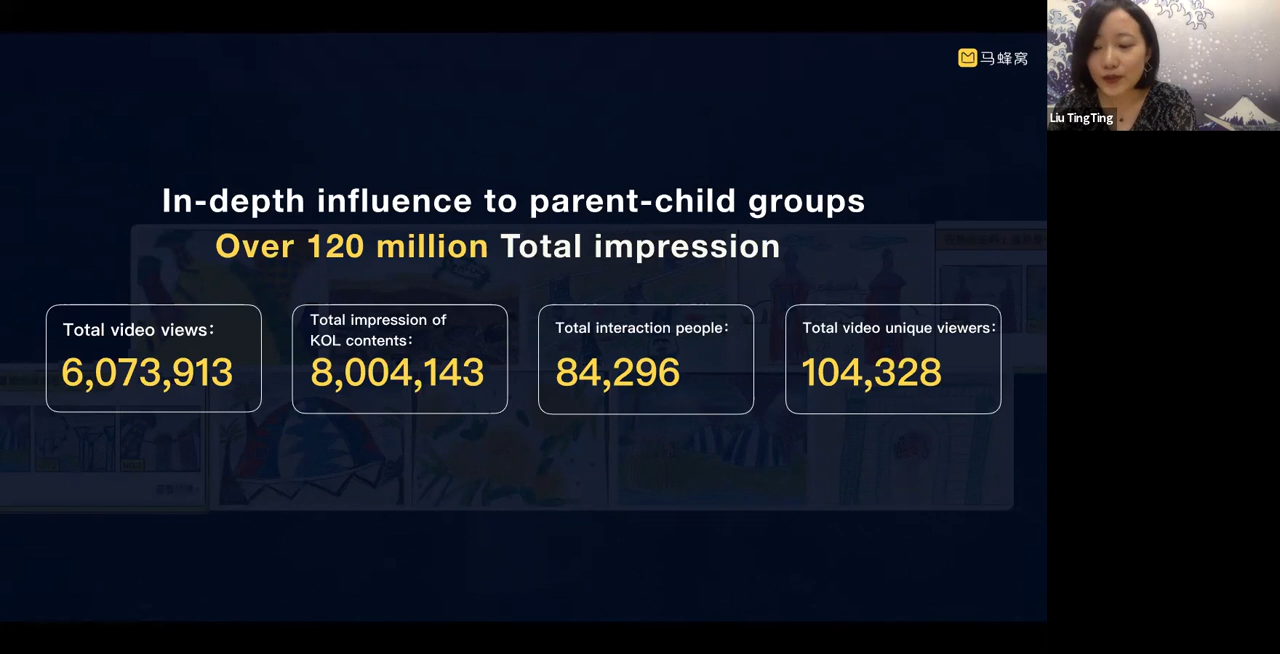 马蜂窝
Liu TingTing
In-depth influence to parent-child groups
Over 120 million Total impression
Total video views:
6,073,913
Total impression of
KOL contents:
8,004,143
Total interaction people:
84,296
Total video unique viewers:
104,328